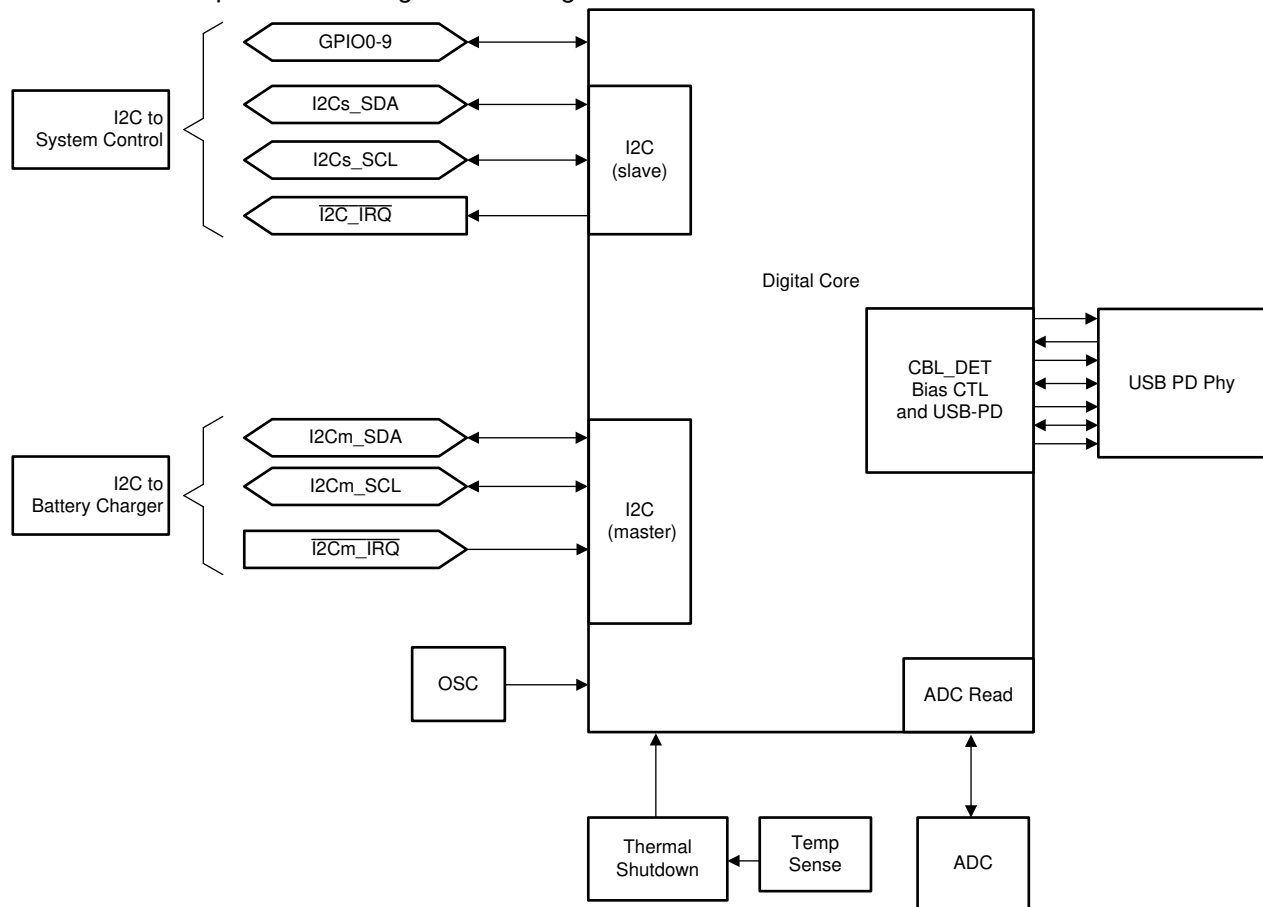 GPIO0-9
I2C to
System Control
I2Cs_SDA
I2Cs_SCL
I2C_IRQ
I2C
(slave)
Digital Core
CBL_DET
Bias CTL
and USB-PD
USB PD Phy
I2C to
Battery Charger
I2Cm_SDA
I2Cm_SCL
I2Cm_IRQ
I2C
(master)
OSC
ADC Read
Thermal
Shutdown
Temp
Sense
ADC